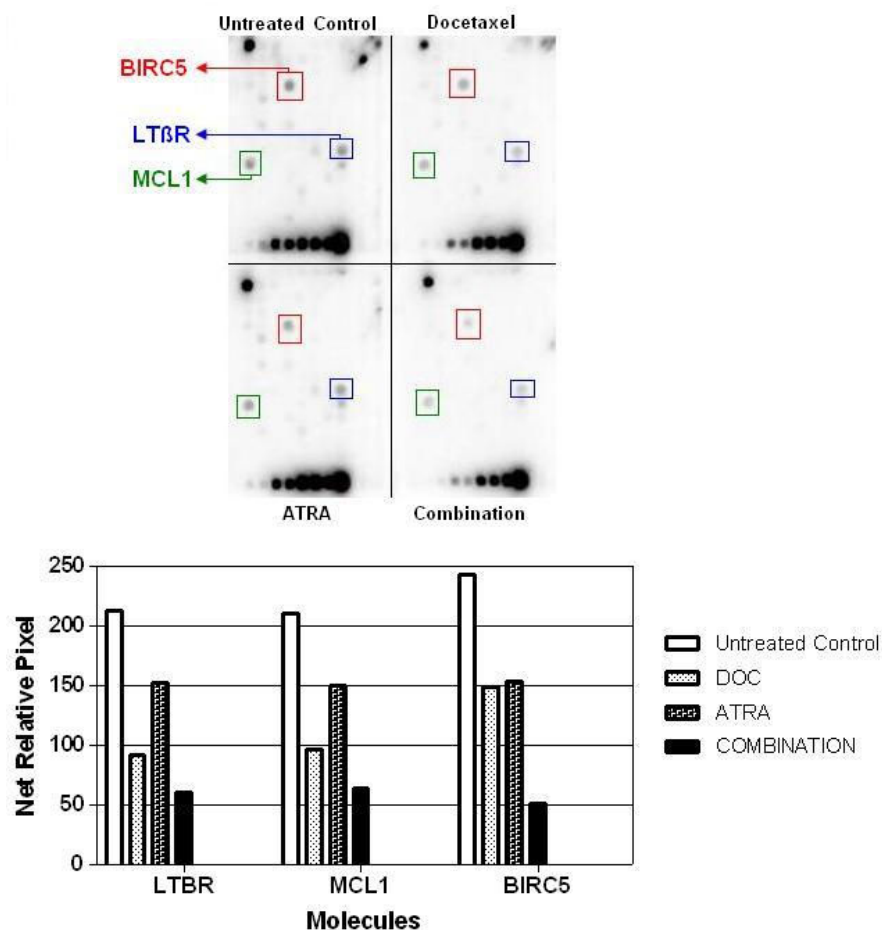 Untreated Control
Docetaxel
BIRC5
LTßR
MCL1
ATRA
Combination
250
200
150
100
50
0
Net Relative Pixel
LTBR
MCL1
BIRC5
Molecules
Untreated Control
DOC
ATRA
COMBINATION